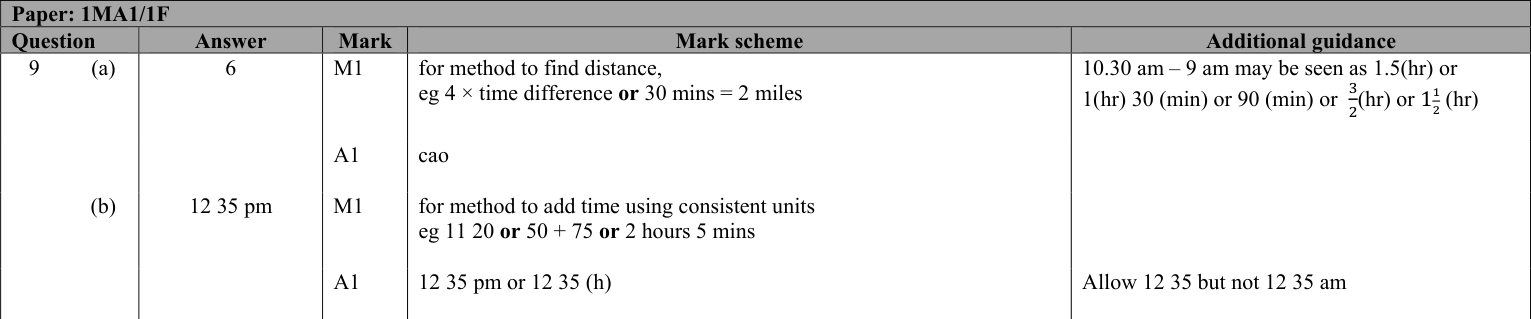 Paper: 1MA1/1F
Question Answer Mark Mark scheme Additional guidance
9 (a) 6 M1 for method to find distance, 10.30 am – 9 am may be seen as 1.5(hr) or
eg 4 × time difference or 30 mins = 2 miles 1(hr) 30 (min) or 90 (min) or 3/2(hr) or 1 1/2 (hr)
A1 cao
(b) 12 35 pm M1 for method to add time using consistent units
eg 11 20 or 50 + 75 or 2 hours 5 mins
A1 12 35 pm or 12 35 (h) Allow 12 35 but not 12 35 am